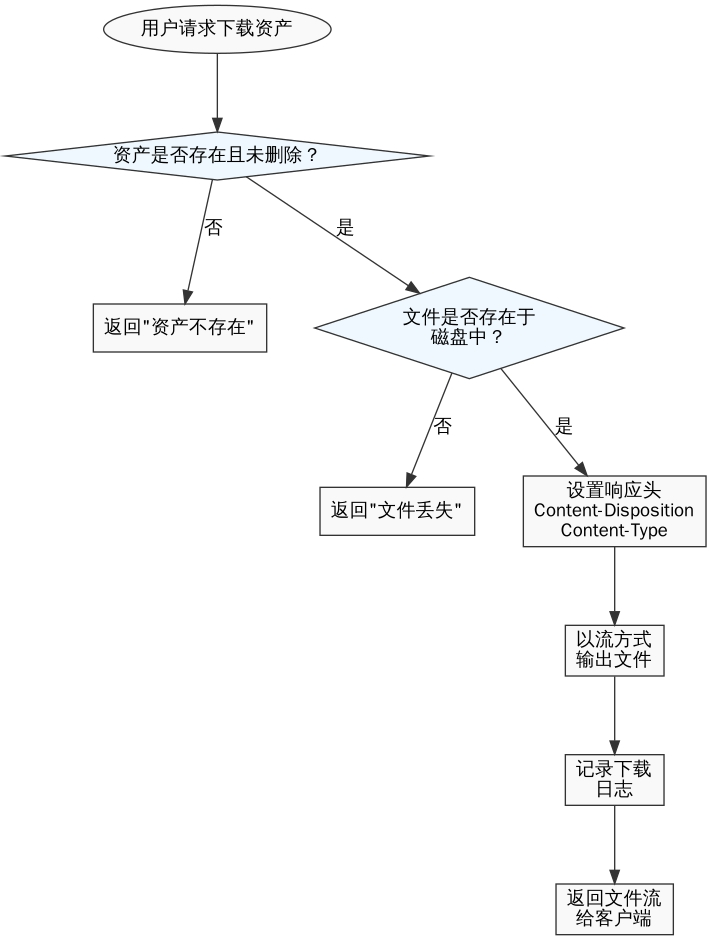 用户请求下载资产
资产是否存在且未删除？
否
是
返回"资产不存在"
文件是否存在于
磁盘中？
否
是
返回"文件丢失"
设置响应头
Content-Disposition
Content-Type
以流方式
输出文件
记录下载
日志
返回文件流
给客户端